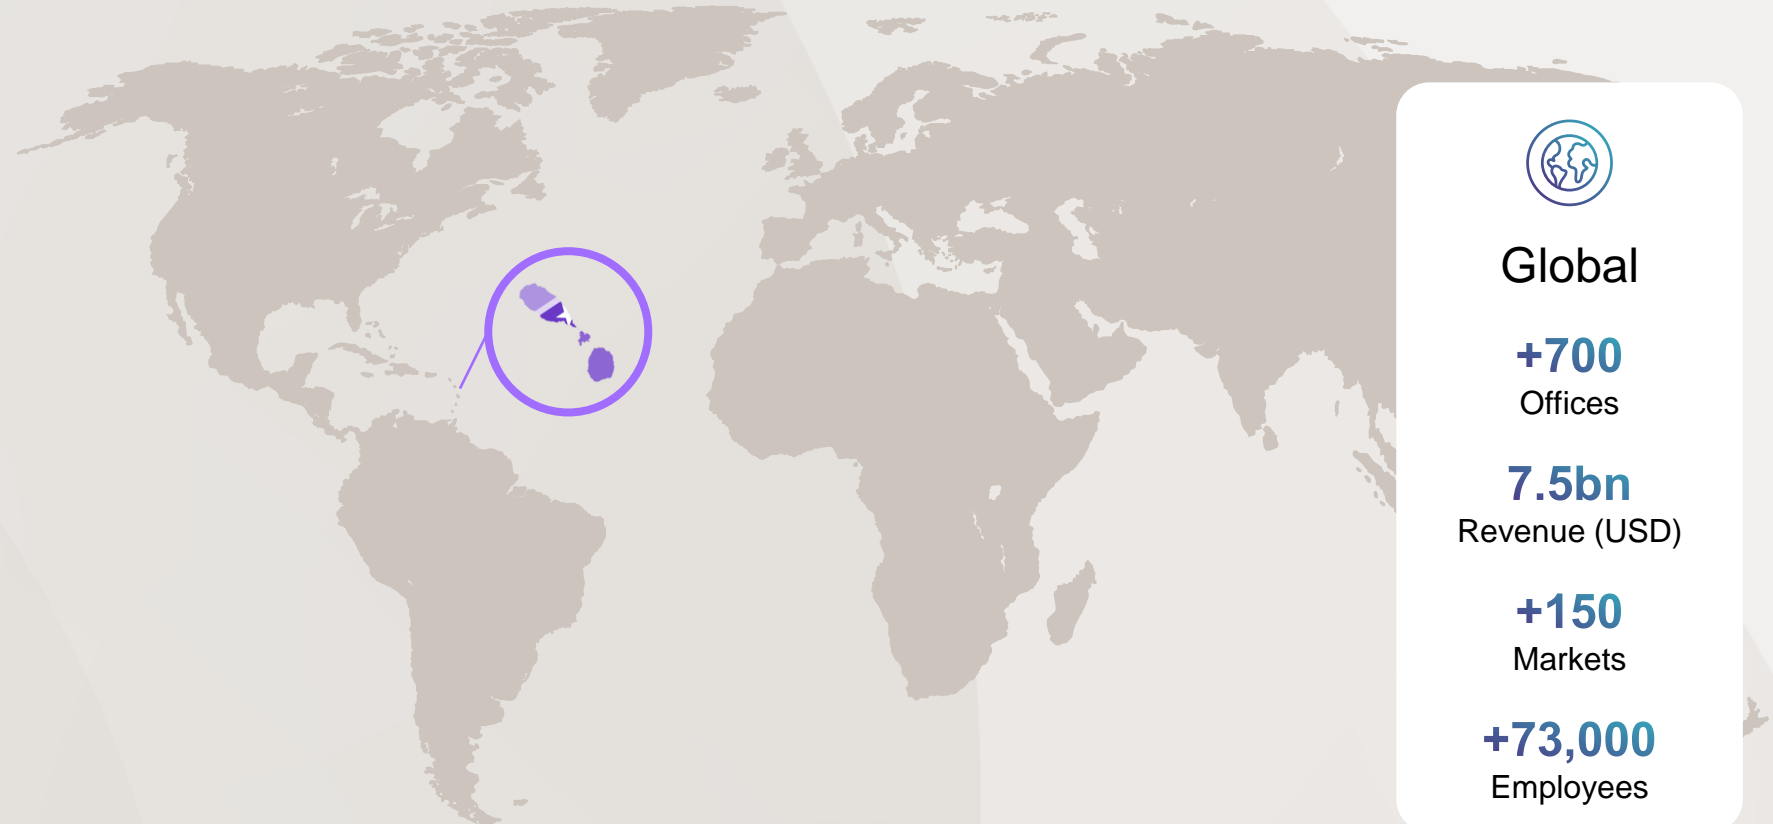 Global
+700
Offices
7.5bn
Revenue (USD)
+150
Markets
+73,000
Employees